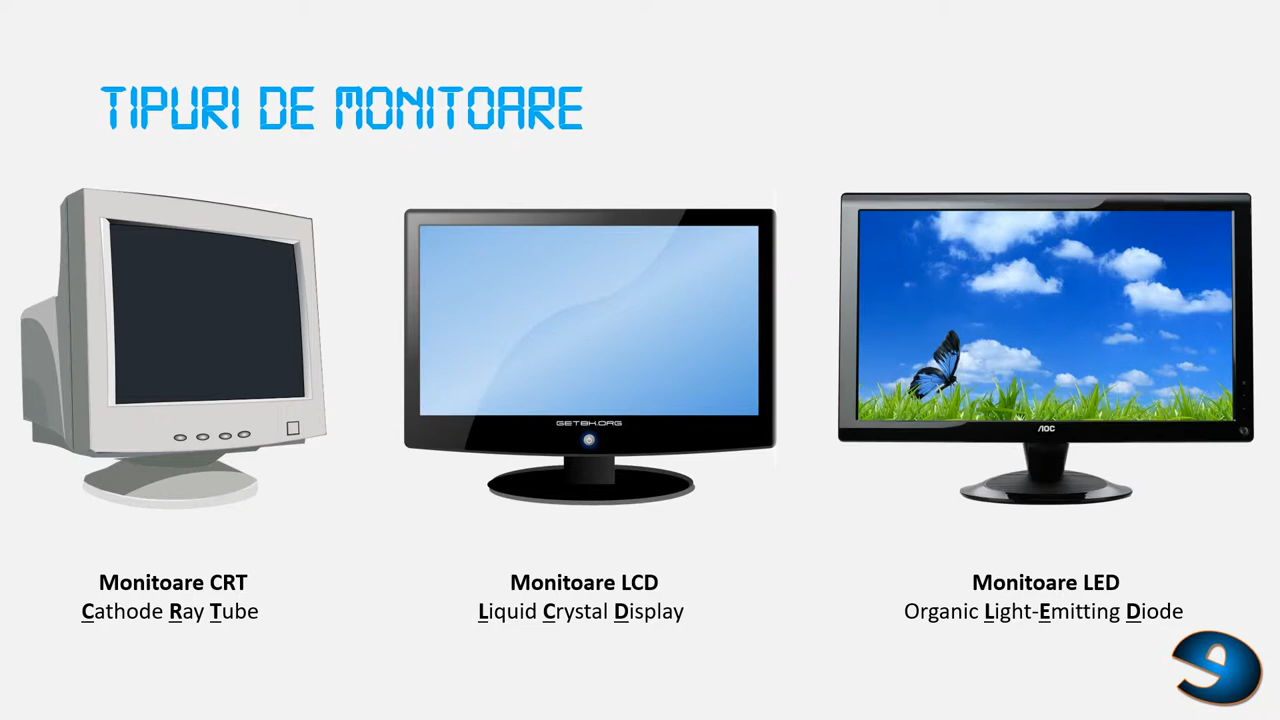 TIPURI DE MONITOARE
GET8K.ORG
AOC
Monitoare CRT
Cathode Ray Tube
Monitoare LCD
Liquid Crystal Display
Monitoare LED
Organic Light-Emitting Diode